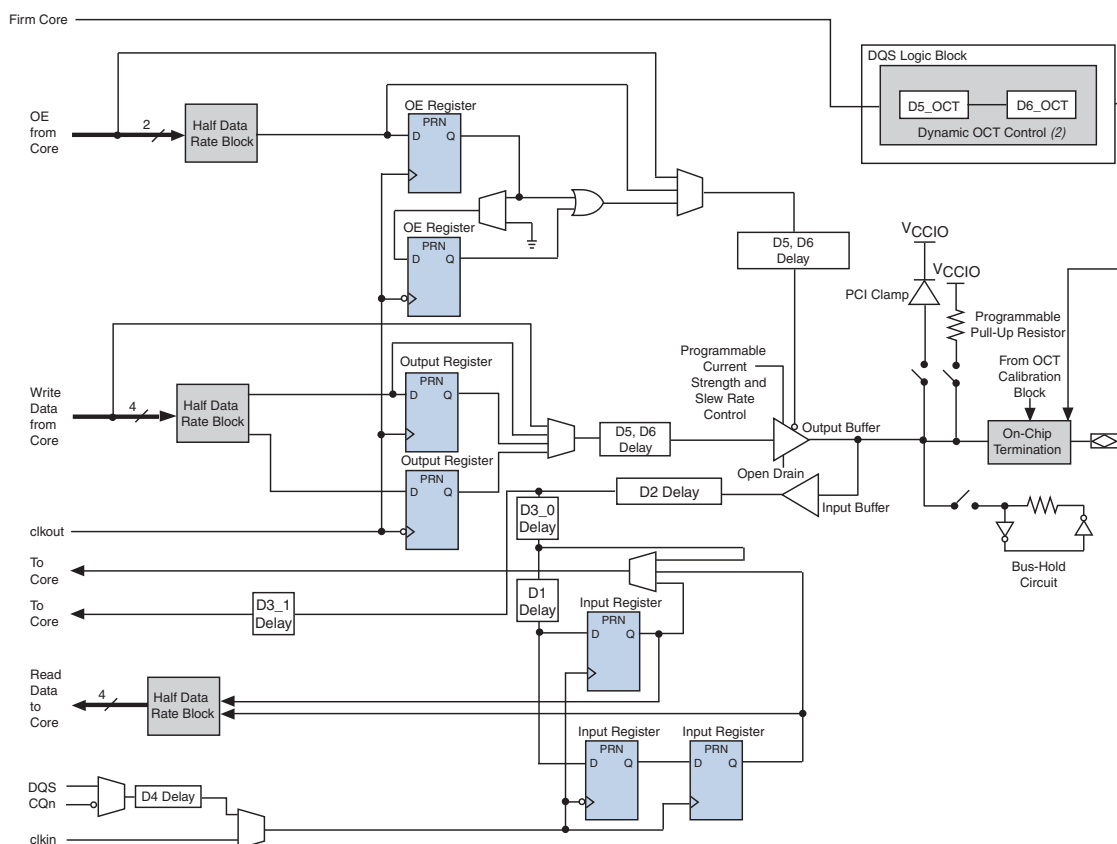 Firm Core
DQS Logic Block
D5_OCT
D6_OCT
Dynamic OCT Control (2)
OE
from
Core
2
Half Data
Rate Block
OE Register
PRN
D
Q
OE Register
PRN
D
Q
D5, D6
Delay
VCCIO
VCCIO
PCI Clamp
Programmable
Pull-Up Resistor
From OCT
Calibration
Block
On-Chip
Termination
Programmable
Current
Strength and
Slew Rate
Control
Write
Data
from
Core
4
Half Data
Rate Block
Output Register
PRN
D
Q
Output Register
PRN
D
Q
D5, D6
Delay
Output Buffer
Open Drain
D2 Delay
Input Buffer
Bus-Hold
Circuit
clkout
D3_0
Delay
To
Core
D1
Delay
To
Core
D3_1
Delay
Input Register
PRN
D
Q
Read
Data
to
Core
4
Half Data
Rate Block
Input Register
PRN
D
Q
Input Register
PRN
D
Q
DQS
CQn
D4 Delay
clkin